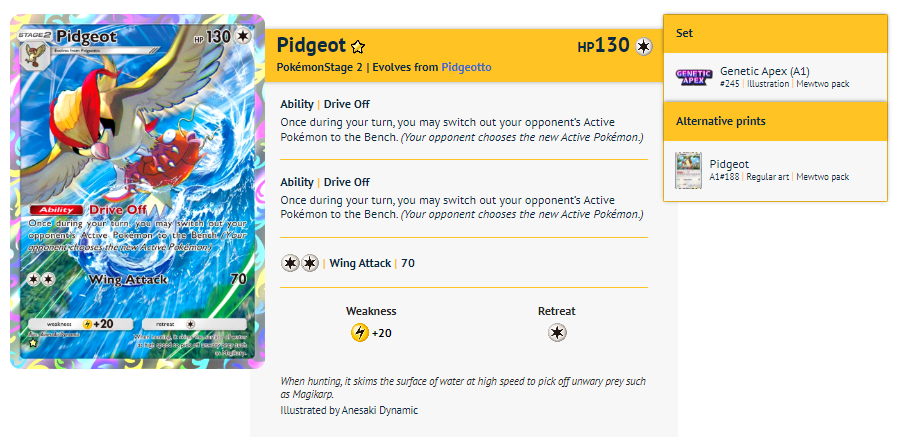 STAGE 2 Pidgeot HP 130
Evolves from Pidgeotto
Ability Drive Off
Once during your turn, you may switch out your
opponent's Active Pokémon to the Bench. (Your
opponent chooses the new Active Pokémon.)
Wing Attack 70
weakness +20 retreat
Illus. Anesaki Dynamic
When hunting, it skims the surface of water
at high speed to pick off unwary prey such
as Magikarp.
Pidgeot
HP130
PokémonStage 2 | Evolves from Pidgeotto
Ability | Drive Off
Once during your turn, you may switch out your opponent's Active
Pokémon to the Bench. (Your opponent chooses the new Active Pokémon.)
Ability | Drive Off
Once during your turn, you may switch out your opponent's Active
Pokémon to the Bench. (Your opponent chooses the new Active Pokémon.)
| Wing Attack | 70
Weakness
Retreat
+20
When hunting, it skims the surface of water at high speed to pick off unwary prey such
as Magikarp.
Illustrated by Anesaki Dynamic
Set
GENETIC
APEX
Genetic Apex (A1)
#245 | Illustration | Mewtwo pack
Alternative prints
Pidgeot
A1#188 | Regular art | Mewtwo pack